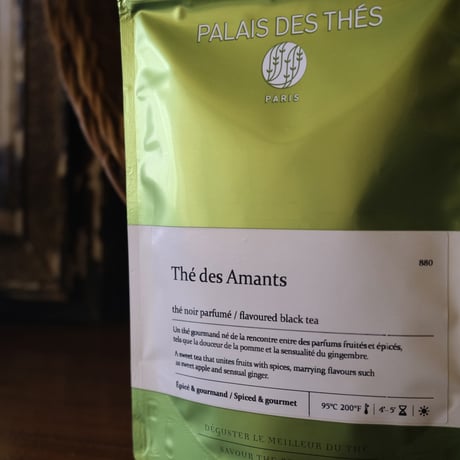 PALAIS DES THÉS
PARIS
880
Thé des Amants
thé noir parfumé / flavoured black tea
Un thé gourmand né de la rencontre entre des parfums fruités et épicés,
tels que la douceur de la pomme et la sensualité du gingembre.
A sweet tea that unites fruit with spices, marrying flavours such
as sweet apple and sensual ginger.
Épicé & gourmand / Spiced & gourmet
95°C 200°F | 4'- 5' |
DÉGUSTER LE MEILLEUR DU THÉ
SAVOUR THE